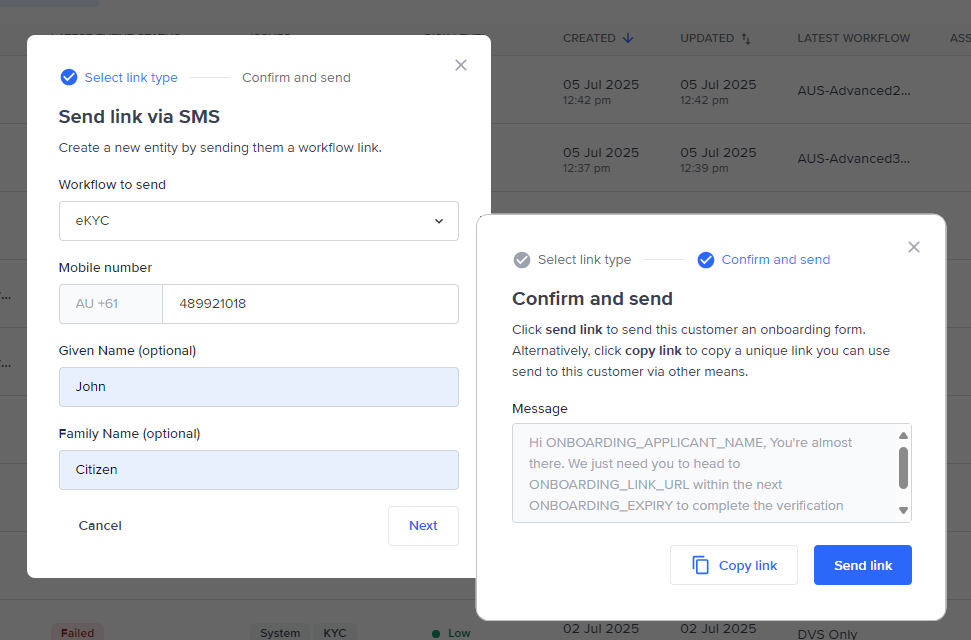 CREATED
UPDATED
LATEST WORKFLOW
ASS
05 Jul 2025
12:42 pm
05 Jul 2025
12:42 pm
AUS-Advanced2...
05 Jul 2025
12:37 pm
05 Jul 2025
12:39 pm
AUS-Advanced3...
Select link type
Confirm and send
Send link via SMS
Create a new entity by sending them a workflow link.
Workflow to send
eKYC
Mobile number
AU +61
489921018
Given Name (optional)
John
Family Name (optional)
Citizen
Cancel
Next
Select link type
Confirm and send
Confirm and send
Click send link to send this customer an onboarding form.
Alternatively, click copy link to copy a unique link you can use
send to this customer via other means.
Message
Hi ONBOARDING_APPLICANT_NAME, You're almost
there. We just need you to head to
ONBOARDING_LINK_URL within the next
ONBOARDING_EXPIRY to complete the verification
Copy link
Send link
Failed
System
KYC
Low
02 Jul 2025
02 Jul 2025
DVS Only